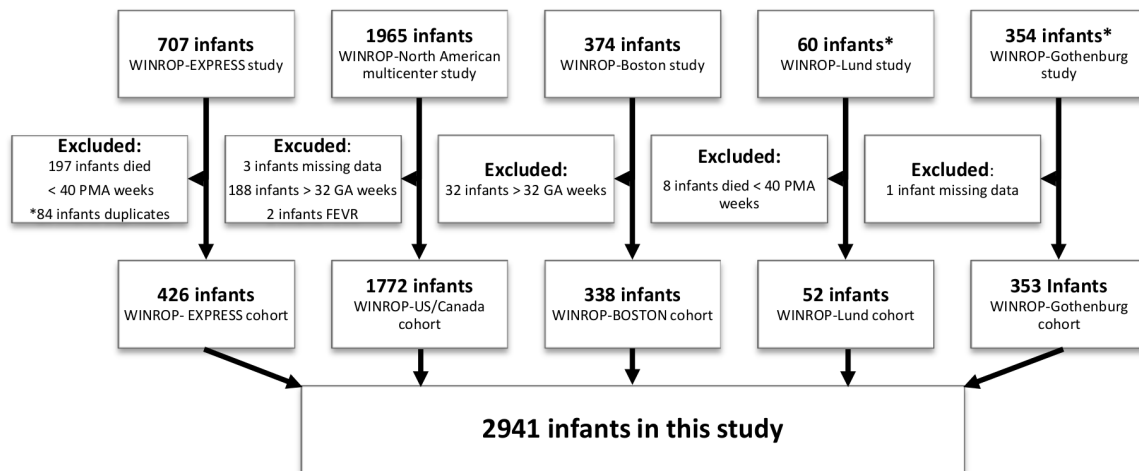 707 infants
WINROP-EXPRESS study
1965 infants
WINROP-North American
multicenter study
374 infants
WINROP-Boston study
60 infants*
WINROP-Lund study
354 infants*
WINROP-Gothenburg
study
Excluded:
197 infants died
< 40 PMA weeks
*84 infants duplicates
Excuded:
3 infants missing data
188 infants > 32 GA weeks
2 infants FEVR
Excluded:
32 infants > 32 GA weeks
Excluded:
8 infants died < 40 PMA
weeks
Excluded:
1 infant missing data
426 infants
WINROP- EXPRESS cohort
1772 infants
WINROP-US/Canada
cohort
338 infants
WINROP-BOSTON cohort
52 infants
WINROP-Lund cohort
353 Infants
WINROP-Gothenburg
cohort
2941 infants in this study